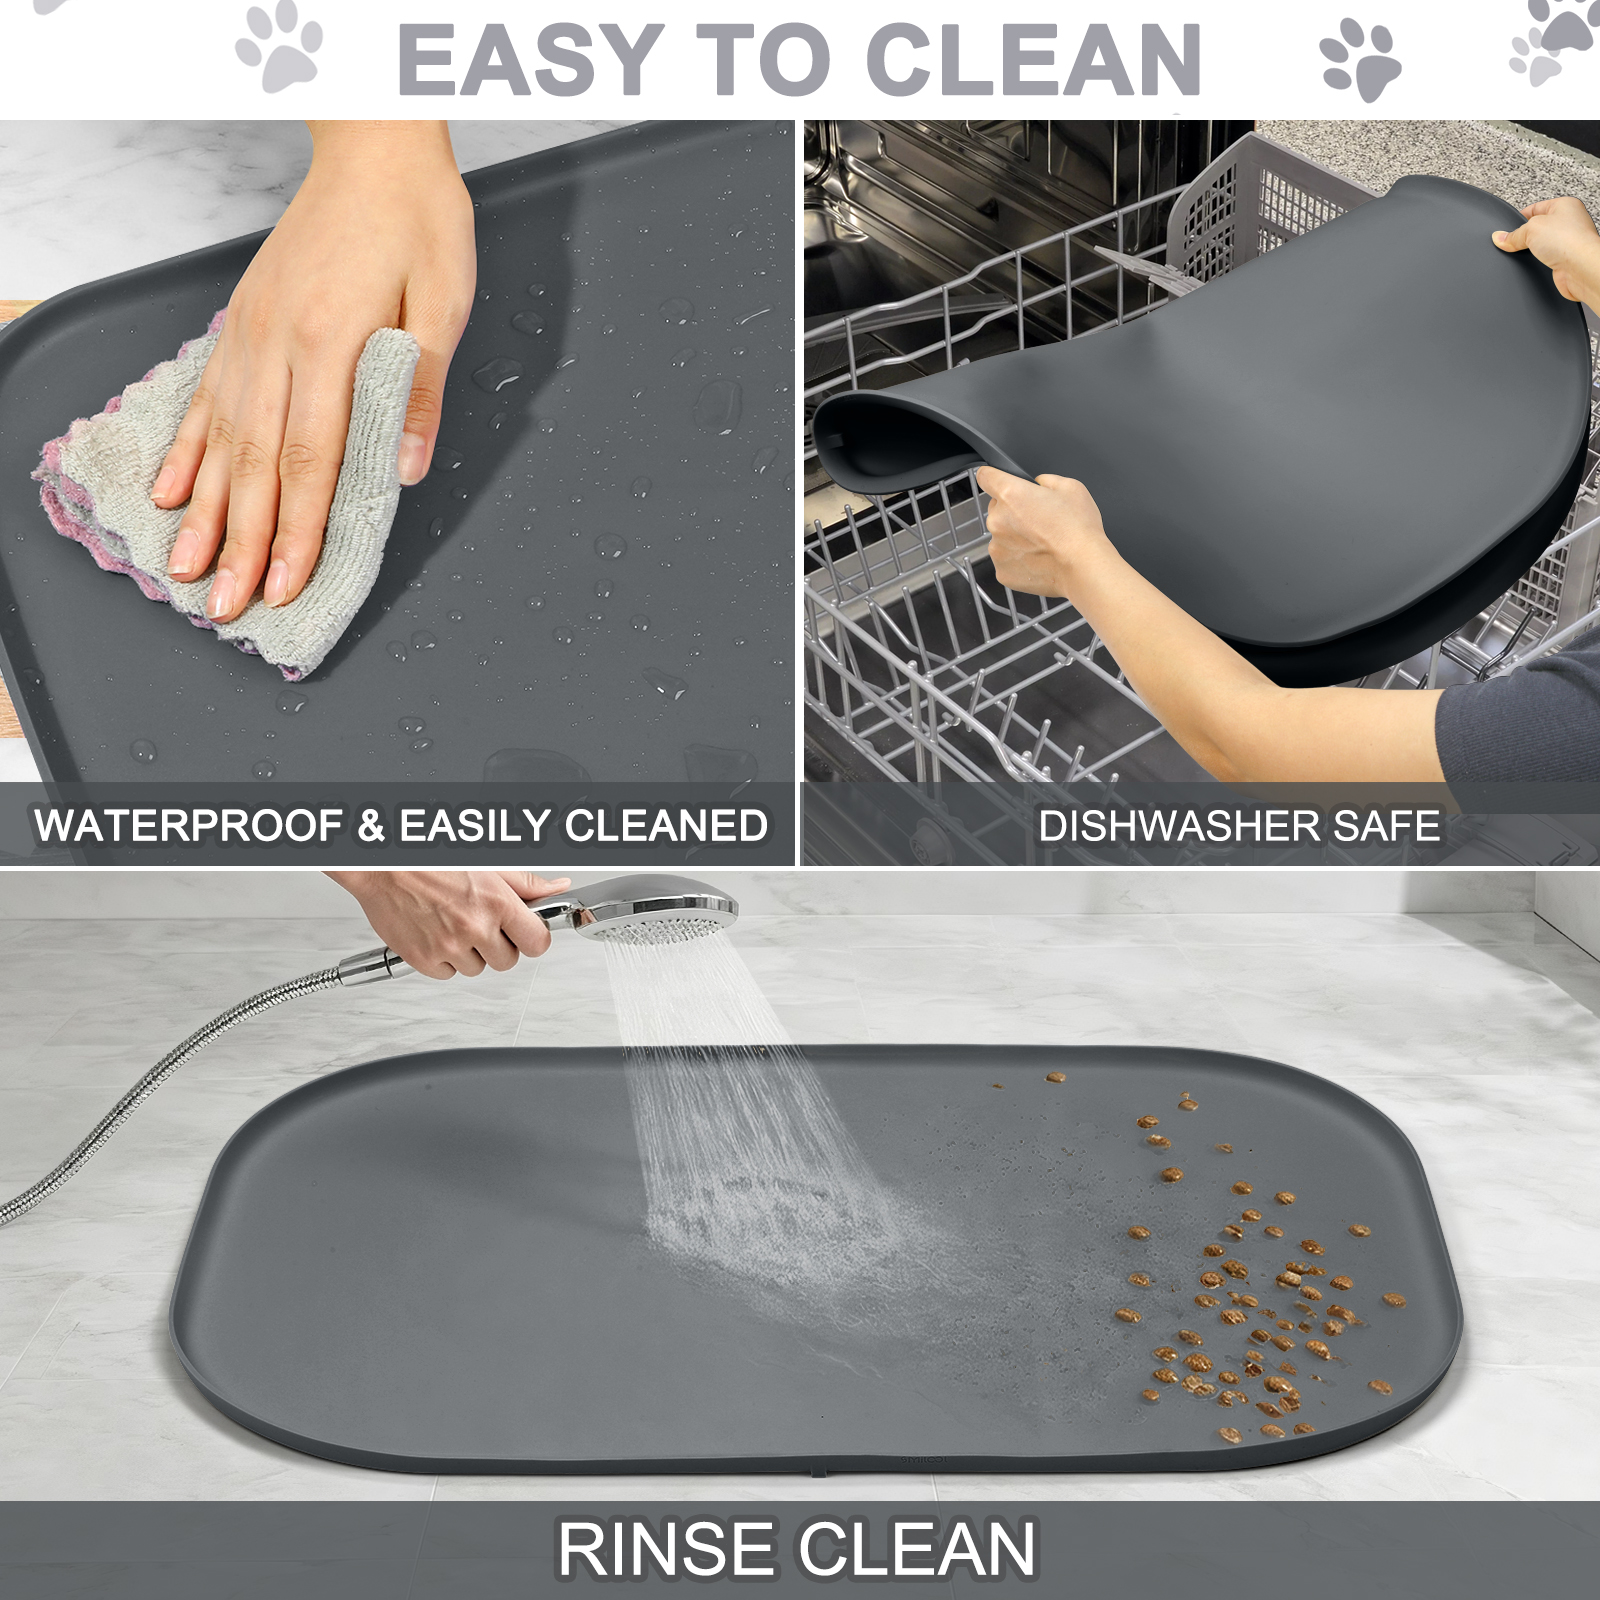 EASY TO CLEAN
WATERPROOF & EASILY CLEANED
DISHWASHER SAFE
RINSE CLEAN